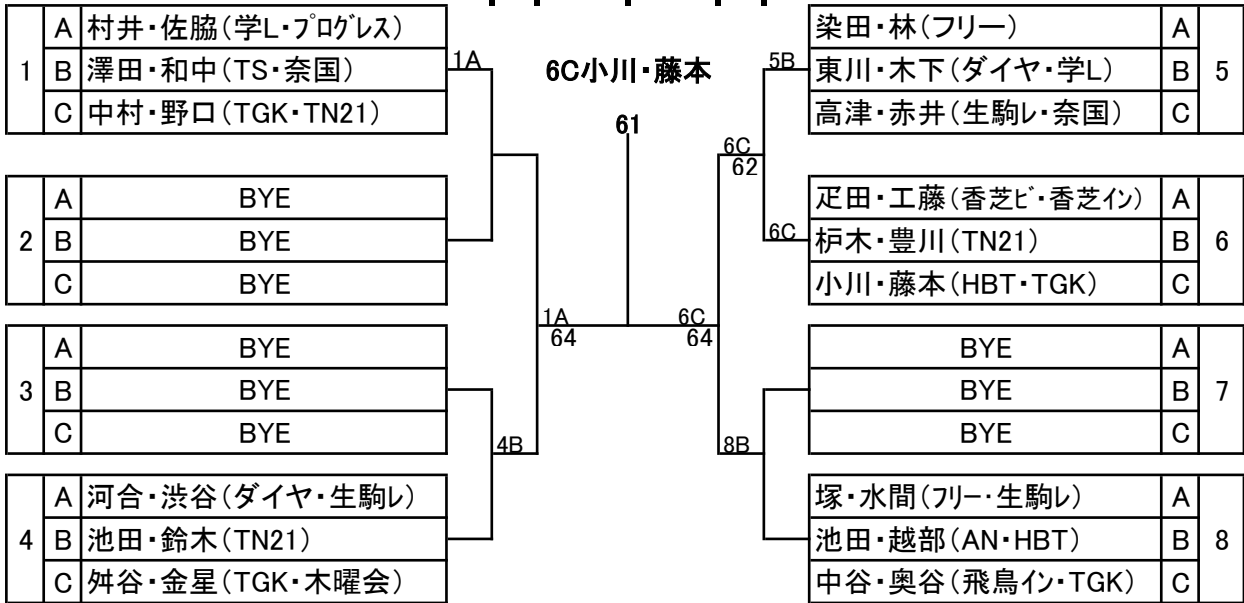 1
A 村井・佐脇(学L・プログレス)
B 澤田・和中(TS・奈国)
C 中村・野口(TGK・TN21)
1A
2
A BYE
B BYE
C BYE
3
A BYE
B BYE
C BYE
4B
4
A 河合・渋谷(ダイヤ・生駒レ)
B 池田・鈴木(TN21)
C 舛谷・金星(TGK・木曜会)
1A
64
6C小川・藤本
61
6C
64
染田・林(フリー) A
東川・木下(ダイヤ・学L) B
高津・赤井(生駒レ・奈国) C
5
5B
6C
62
疋田・工藤(香芝ビ・香芝イン) A
枦木・豊川(TN21) B
小川・藤本(HBT・TGK) C
6
6C
BYE A
BYE B
BYE C
7
8B
塚・水間(フリー・生駒レ) A
池田・越部(AN・HBT) B
中谷・奥谷(飛鳥イン・TGK) C
8